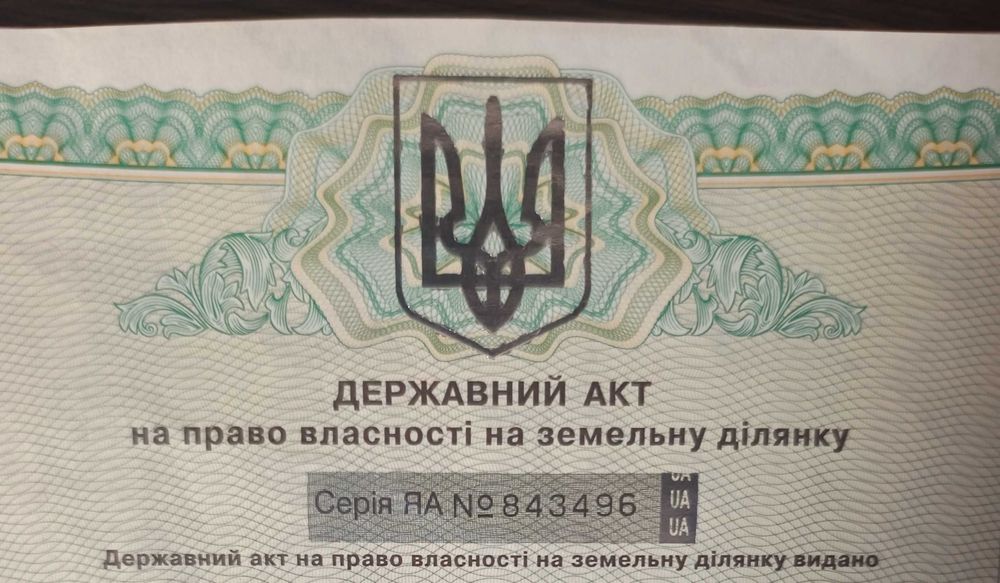 ДЕРЖАВНИЙ АКТ
на право власності на земельну ділянку
Серія ЯА № 843496
UA
UA
UA
Державний акт на право власності на земельну ділянку видано